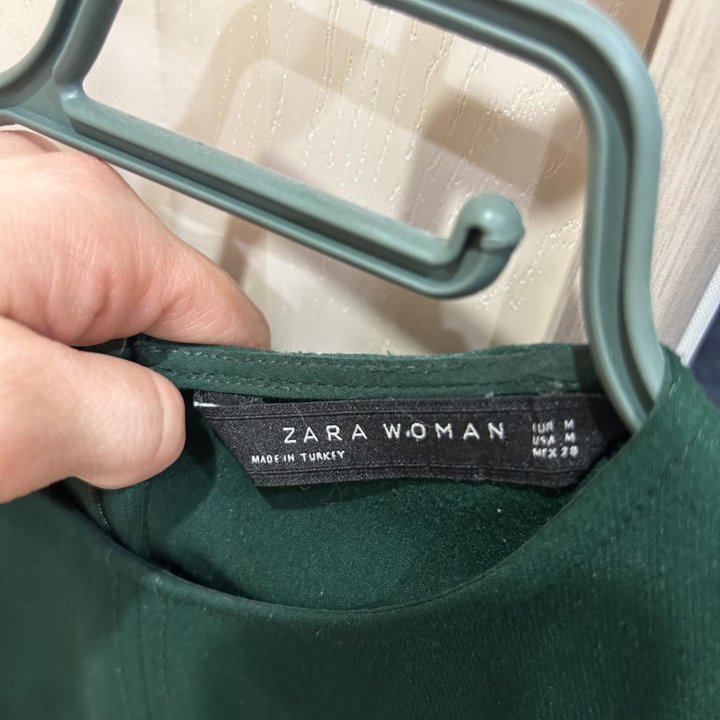 ZARA WOMAN
MADE IN TURKEY
EUR M
USA M
MEX 28